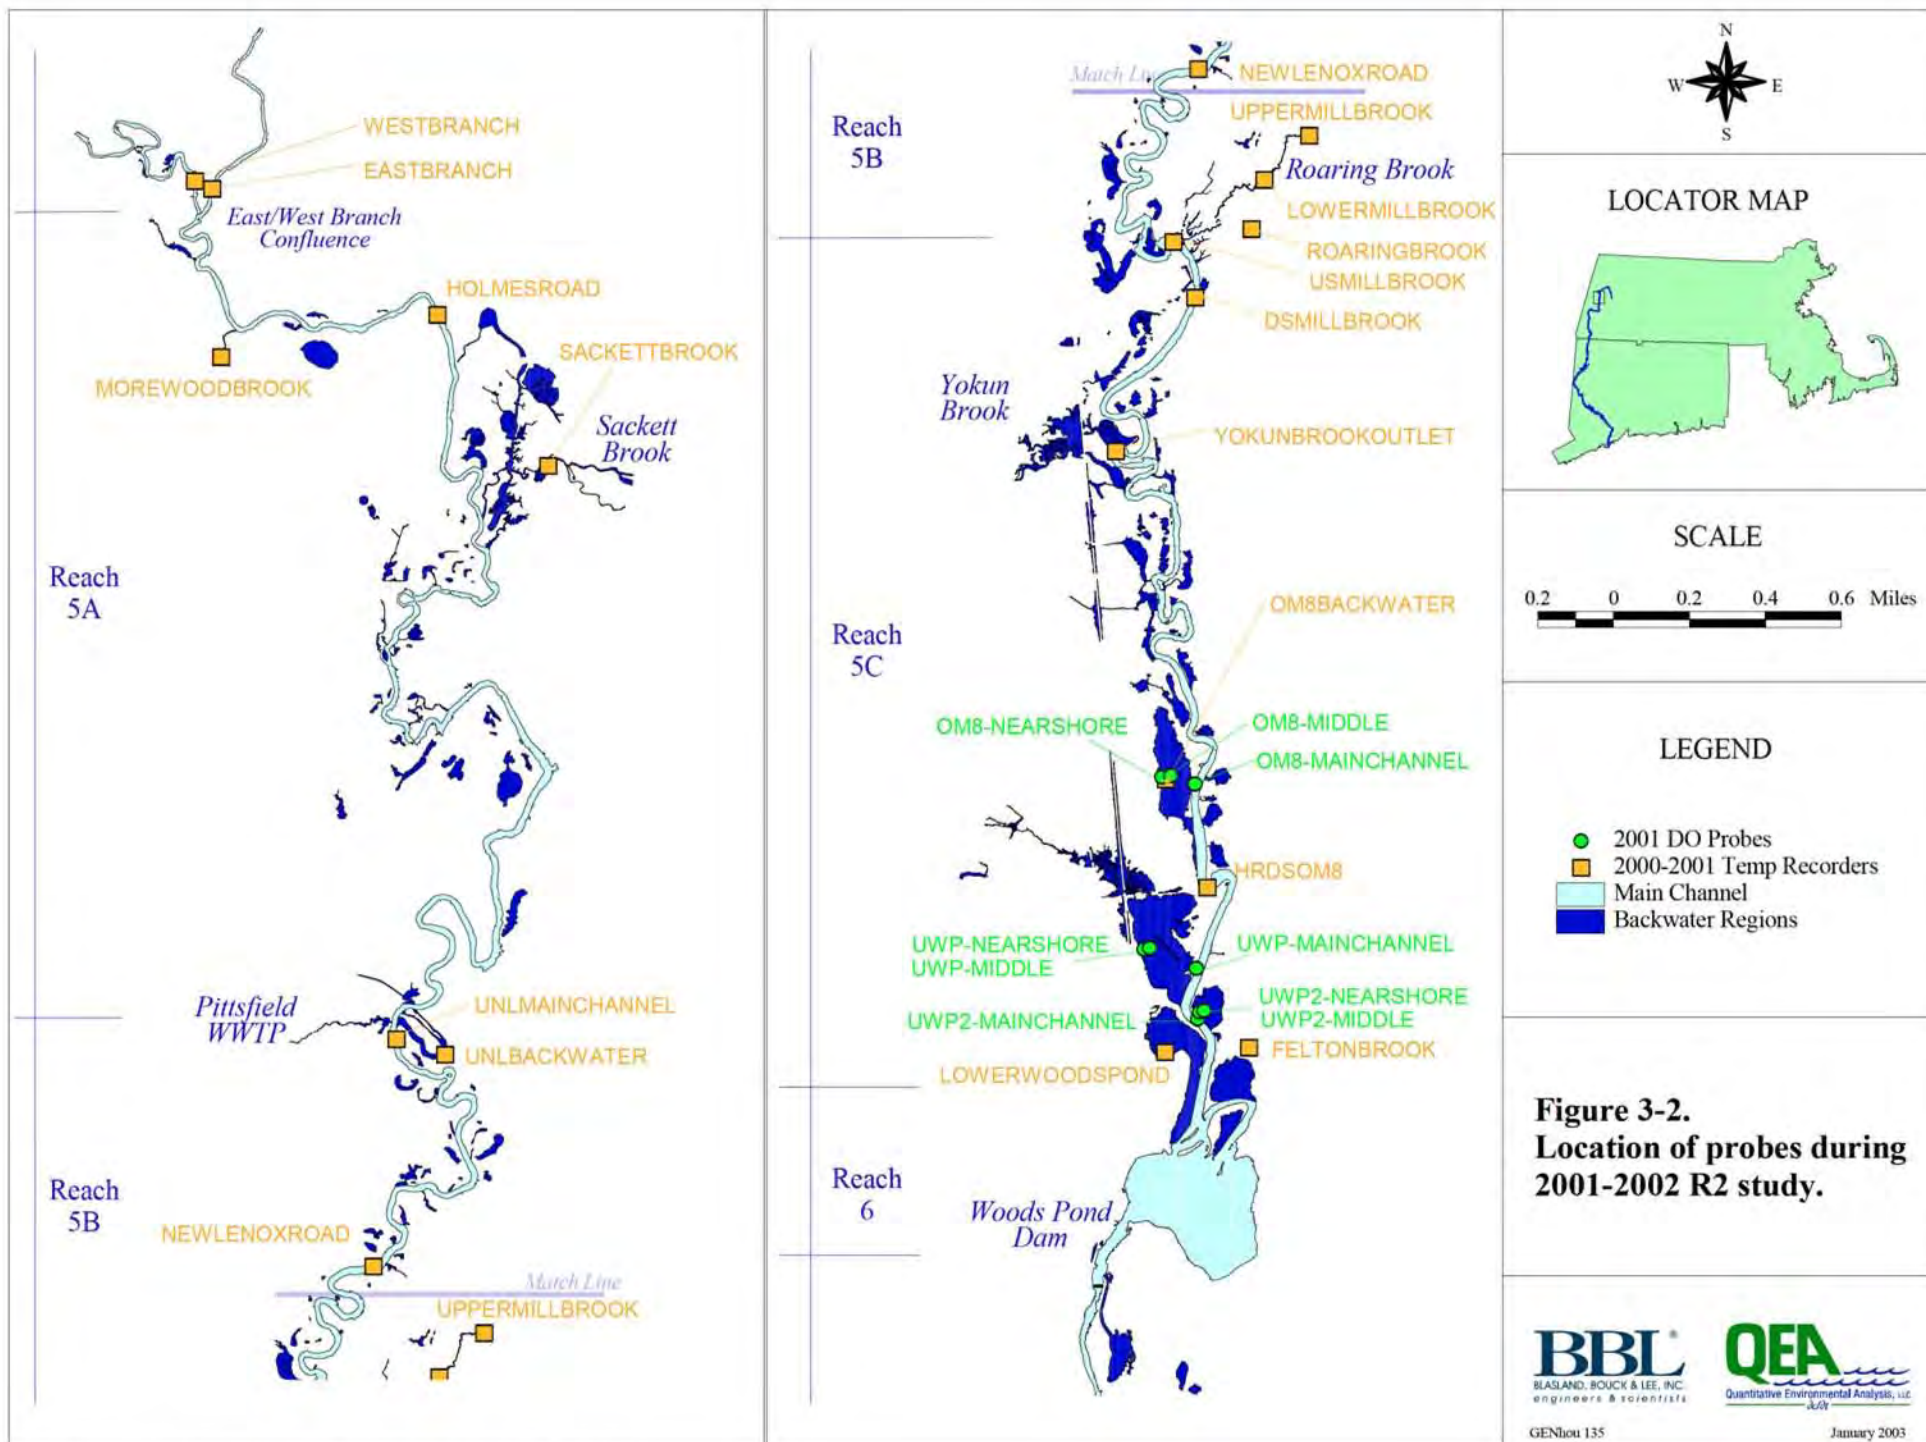 WESTBRANCH
EASTBRANCH
East/West Branch
Confluence
HOLMESROAD
SACKETTBROOK
MOREWOODBROOK
Sackett
Brook
Reach
5A
Pittsfield
WWTP
UNLMAINCHANNEL
UNLBACKWATER
Reach
5B
NEWLENOXROAD
Match Line
UPPERMILLBROOK
Match Line
NEWLENOXROAD
UPPERMILLBROOK
Reach
5B
Roaring Brook
LOWERMILLBROOK
ROARINGBROOK
USMILLBROOK
DSMILLBROOK
Yokun
Brook
YOKUNBROOKOUTLET
OM8BACKWATER
Reach
5C
OM8-NEARSHORE
OM8-MIDDLE
OM8-MAINCHANNEL
HRDSOM8
UWP-NEARSHORE
UWP-MIDDLE
UWP-MAINCHANNEL
UWP2-NEARSHORE
UWP2-MAINCHANNEL
UWP2-MIDDLE
FELTONBROOK
LOWERWOODSPOND
Reach
6
Woods Pond
Dam
N
W
E
S
LOCATOR MAP
SCALE
0.2 0 0.2 0.4 0.6 Miles
LEGEND
2001 DO Probes
2000-2001 Temp Recorders
Main Channel
Backwater Regions
Figure 3-2.
Location of probes during
2001-2002 R2 study.
BBL®
BLASLAND, BOUCK & LEE, INC.
engineers & scientists
QEA
Quantitative Environmental Analysis, LLC
GENhou 135
January 2003